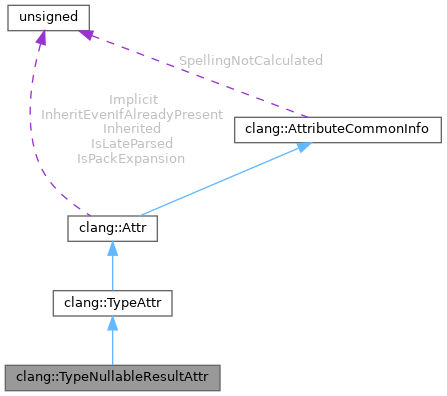 unsigned
SpellingNotCalculated
Implicit
InheritEvenIfAlreadyPresent
Inherited
IsLateParsed
IsPackExpansion
clang::AttributeCommonInfo
clang::Attr
clang::TypeAttr
clang::TypeNullableResultAttr